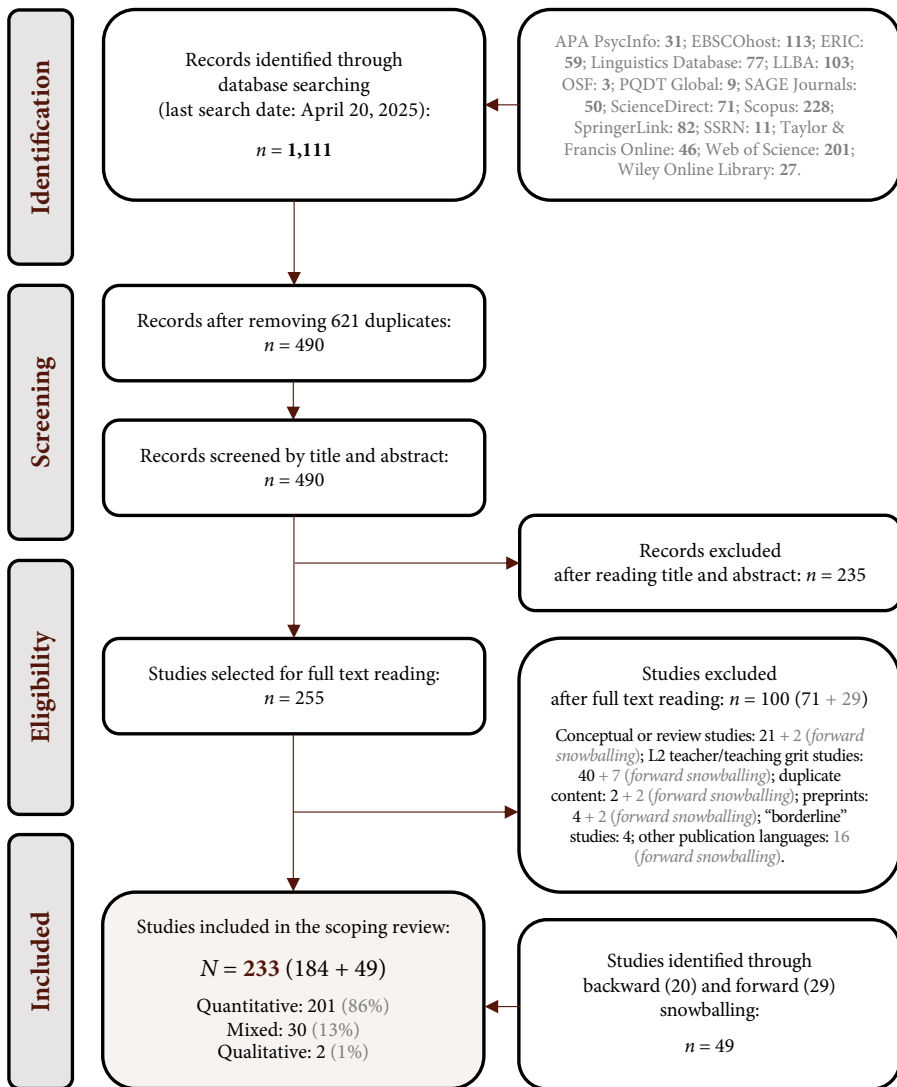 Identification
Records identified through
database searching
(last search date: April 20, 2025):
n = 1,111
APA PsycInfo: 31; EBSCOhost: 113; ERIC:
59; Linguistics Database: 77; LLBA: 103;
OSF: 3; PQDT Global: 9; SAGE Journals:
50; ScienceDirect: 71; Scopus: 228;
SpringerLink: 82; SSRN: 11; Taylor &
Francis Online: 46; Web of Science: 201;
Wiley Online Library: 27.
Screening
Records after removing 621 duplicates:
n = 490
Records screened by title and abstract:
n = 490
Records excluded
after reading title and abstract: n = 235
Eligibility
Studies selected for full text reading:
n = 255
Studies excluded
after full text reading: n = 100 (71 + 29)
Conceptual or review studies: 21 + 2 (forward
snowballing); L2 teacher/teaching grit studies:
40 + 7 (forward snowballing); duplicate
content: 2 + 2 (forward snowballing); preprints:
4 + 2 (forward snowballing); “borderline”
studies: 4; other publication languages: 16
(forward snowballing).
Included
Studies included in the scoping review:
N = 233 (184 + 49)
Quantitative: 201 (86%)
Mixed: 30 (13%)
Qualitative: 2 (1%)
Studies identified through
backward (20) and forward (29)
snowballing:
n = 49